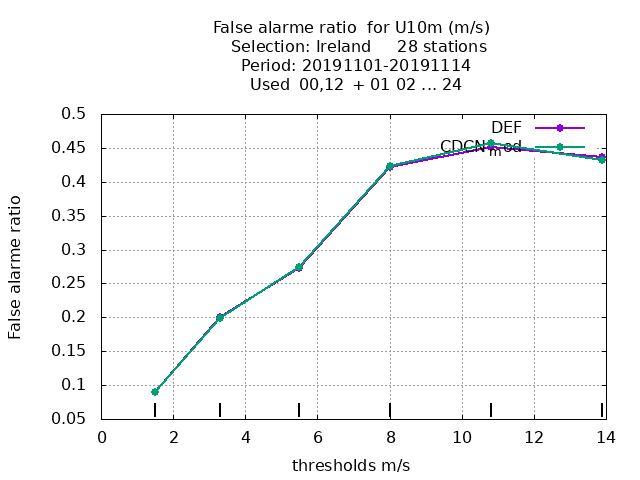 False alarme ratio  for U10m (m/s)
Selection: Ireland     28 stations
Period: 20191101-20191114
Used  00,12  + 01 02 ... 24
0.5
0.45
0.4
0.35
0.3
0.25
0.2
0.15
0.1
0.05
False alarme ratio
DEF
CDCN_mod
0 2 4 6 8 10 12 14
thresholds m/s